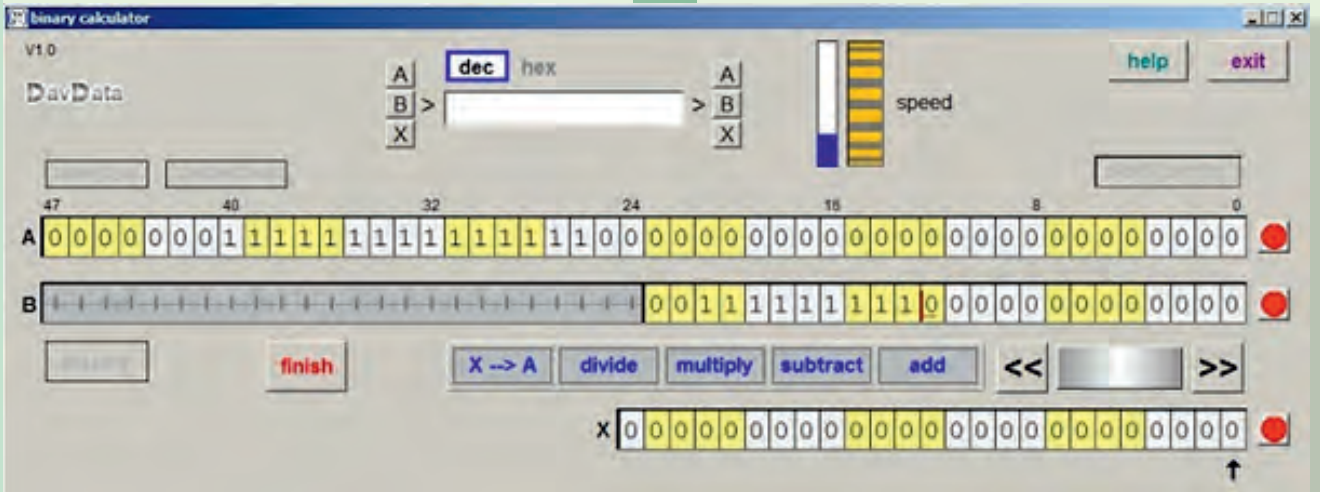 binary calculator
V1.0
DavData
A B X > dec hex > A B X
speed
help exit
47 40 32 24 16 8 0
A 0 0 0 0 0 0 0 1 1 1 1 1 1 1 1 1 1 1 1 1 1 1 0 0 0 0 0 0 0 0 0 0 0 0 0 0 0 0 0 0 0 0 0 0 0 0 0 0
B 0 0 1 1 1 1 1 1 1 1 1 0 0 0 0 0 0 0 0 0 0 0 0 0
finish X --> A divide multiply subtract add << >>
X 0 0 0 0 0 0 0 0 0 0 0 0 0 0 0 0 0 0 0 0 0 0 0 0 0